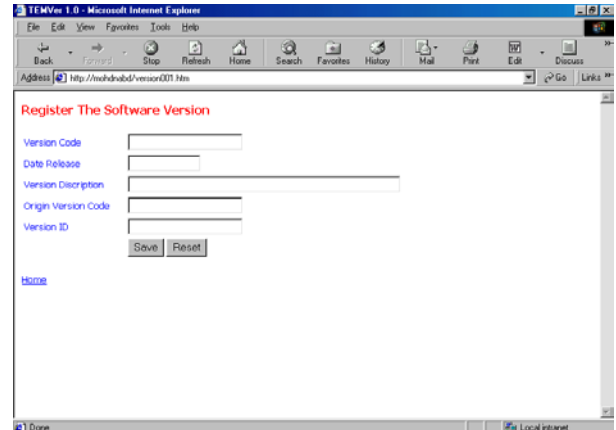 TEMVer 1.0 - Microsoft Internet Explorer
File Edit View Favorites Tools Help
Back Forward Stop Refresh Home Search Favorites History Mail Print Edit Discuss
Address http://mohdnabd/version001.htm Go Links
Register The Software Version
Version Code
Date Release
Version Discription
Origin Version Code
Version ID
Save Reset
Home
Done Local intranet